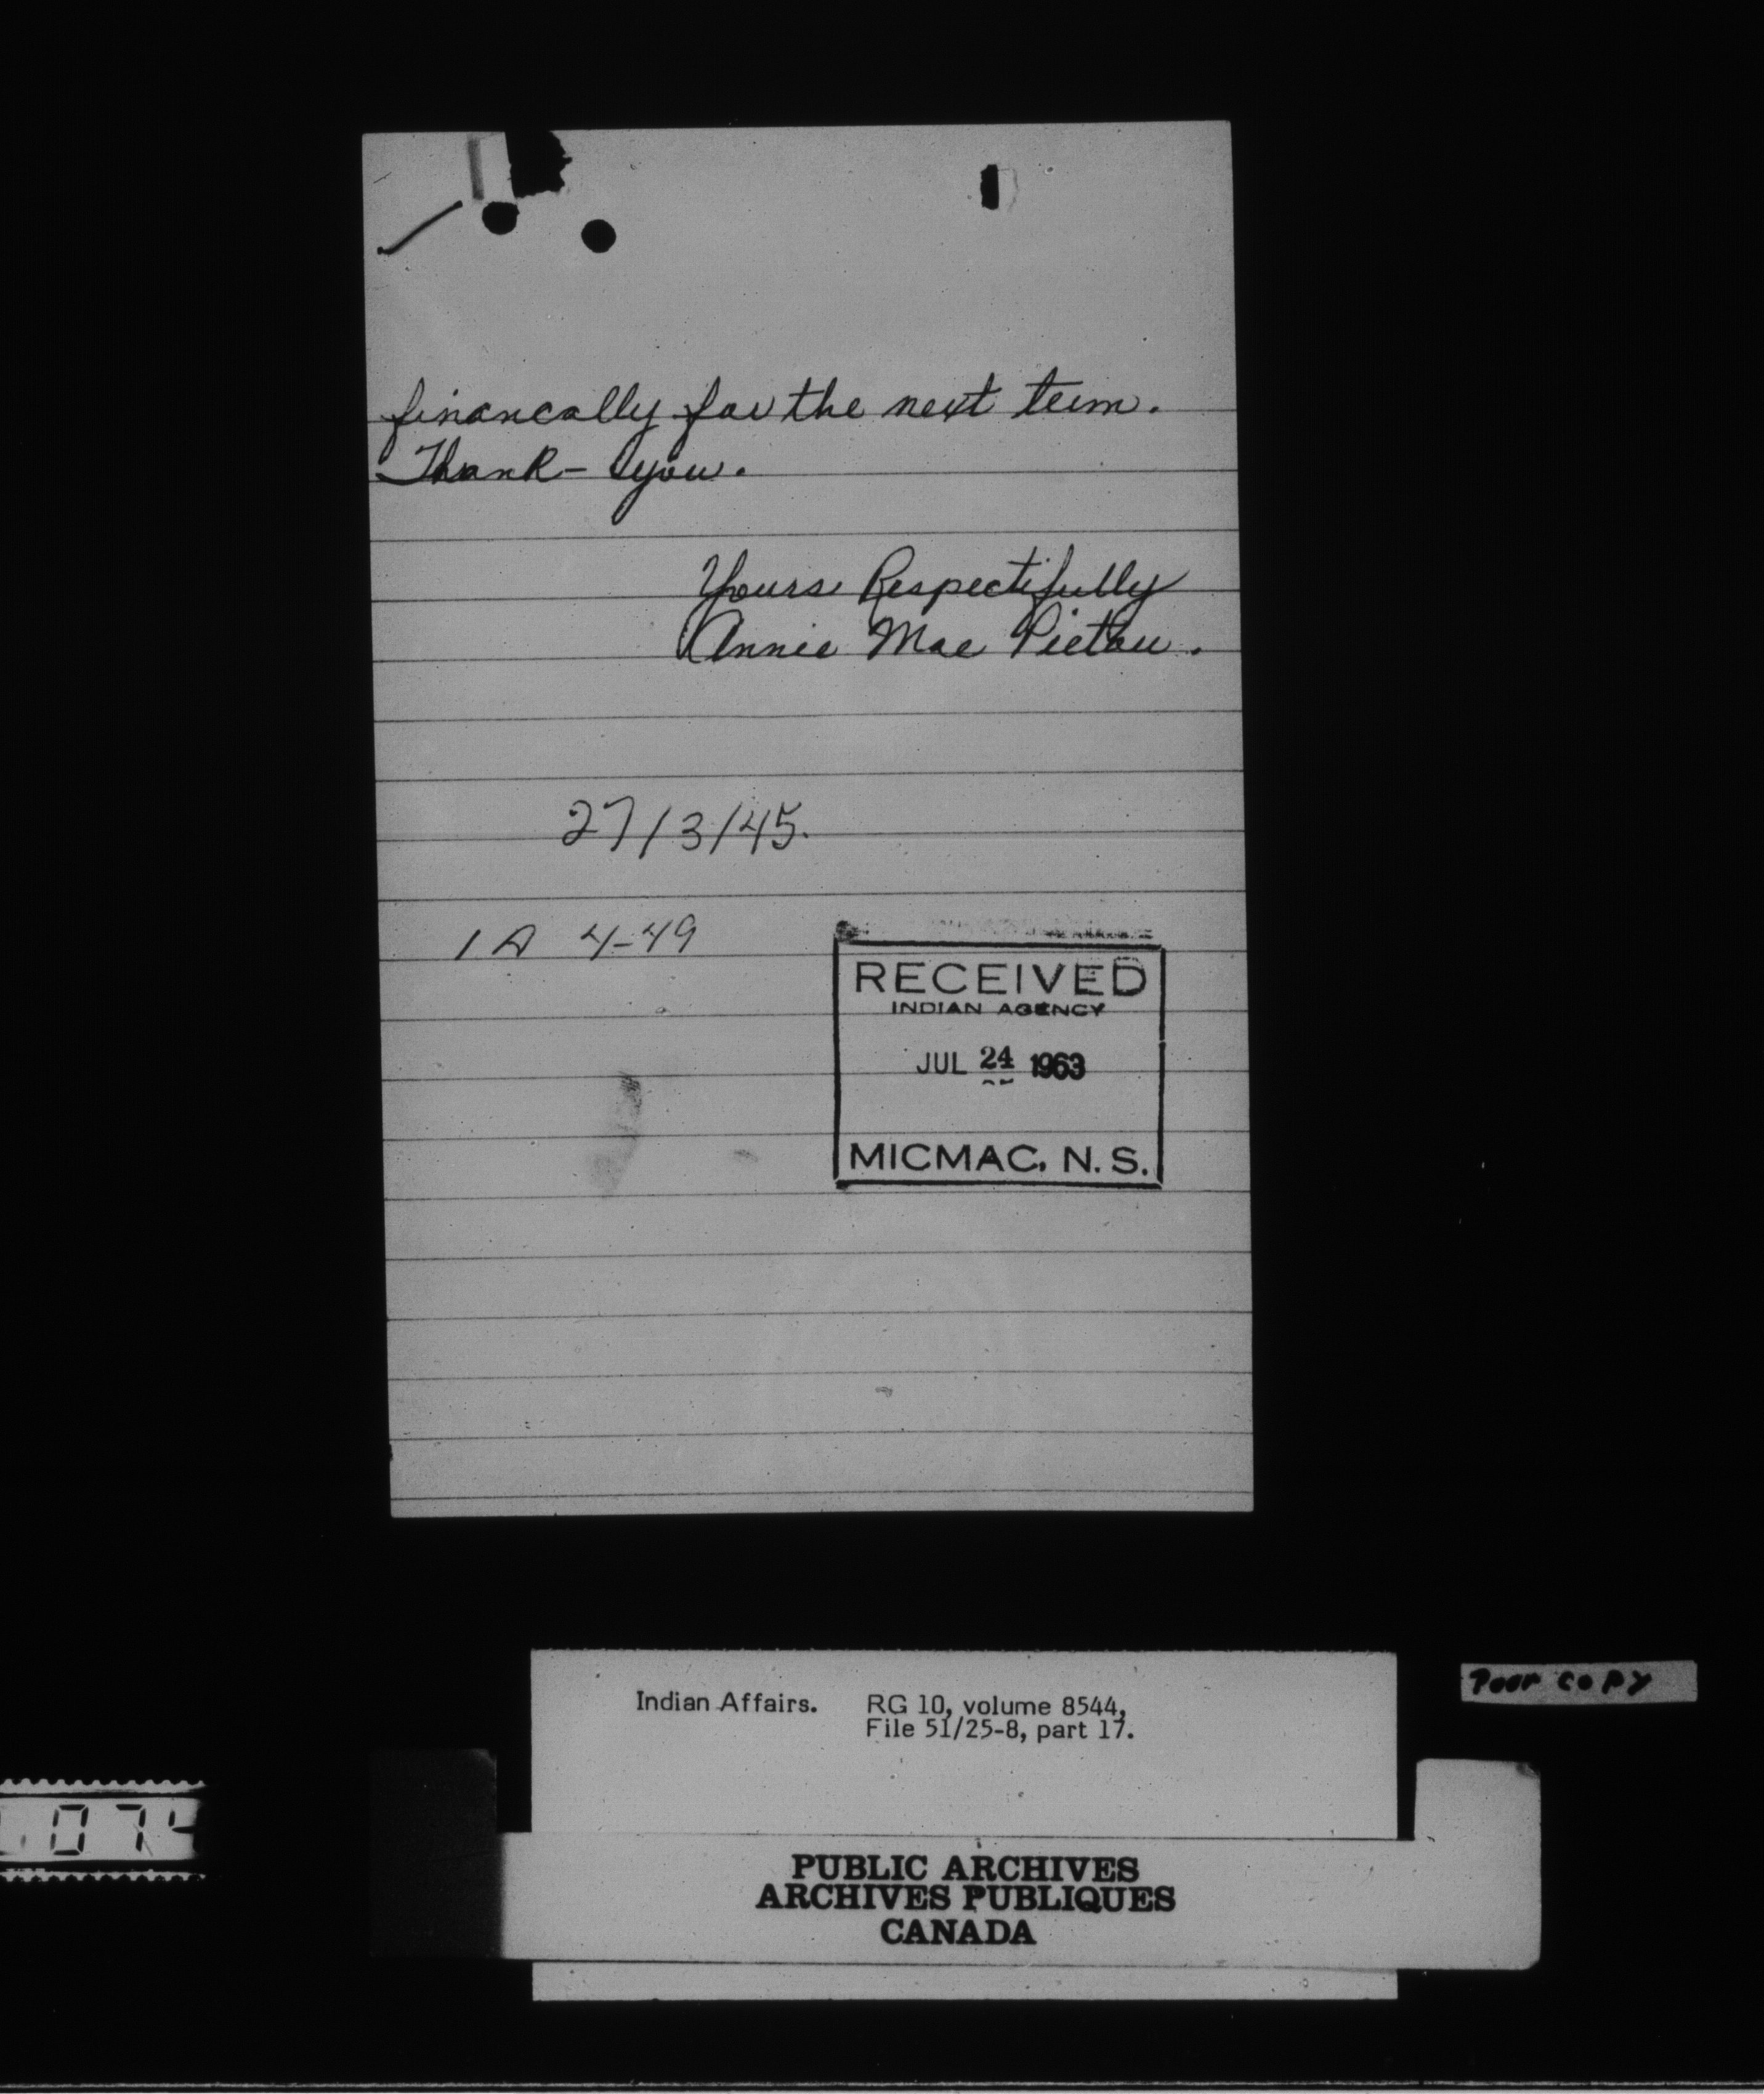 financally for the next term.
Thank-you.
Yours Respectifully
Annie Mae Pictou.
27/3/45.
1A 4-49
RECEIVED
INDIAN AGENCY
JUL 24 1963
MICMAC, N.S.
Poor copy
Indian Affairs. RG 10, volume 8544,
File 51/25-8, part 17.
074
PUBLIC ARCHIVES
ARCHIVES PUBLIQUES
CANADA